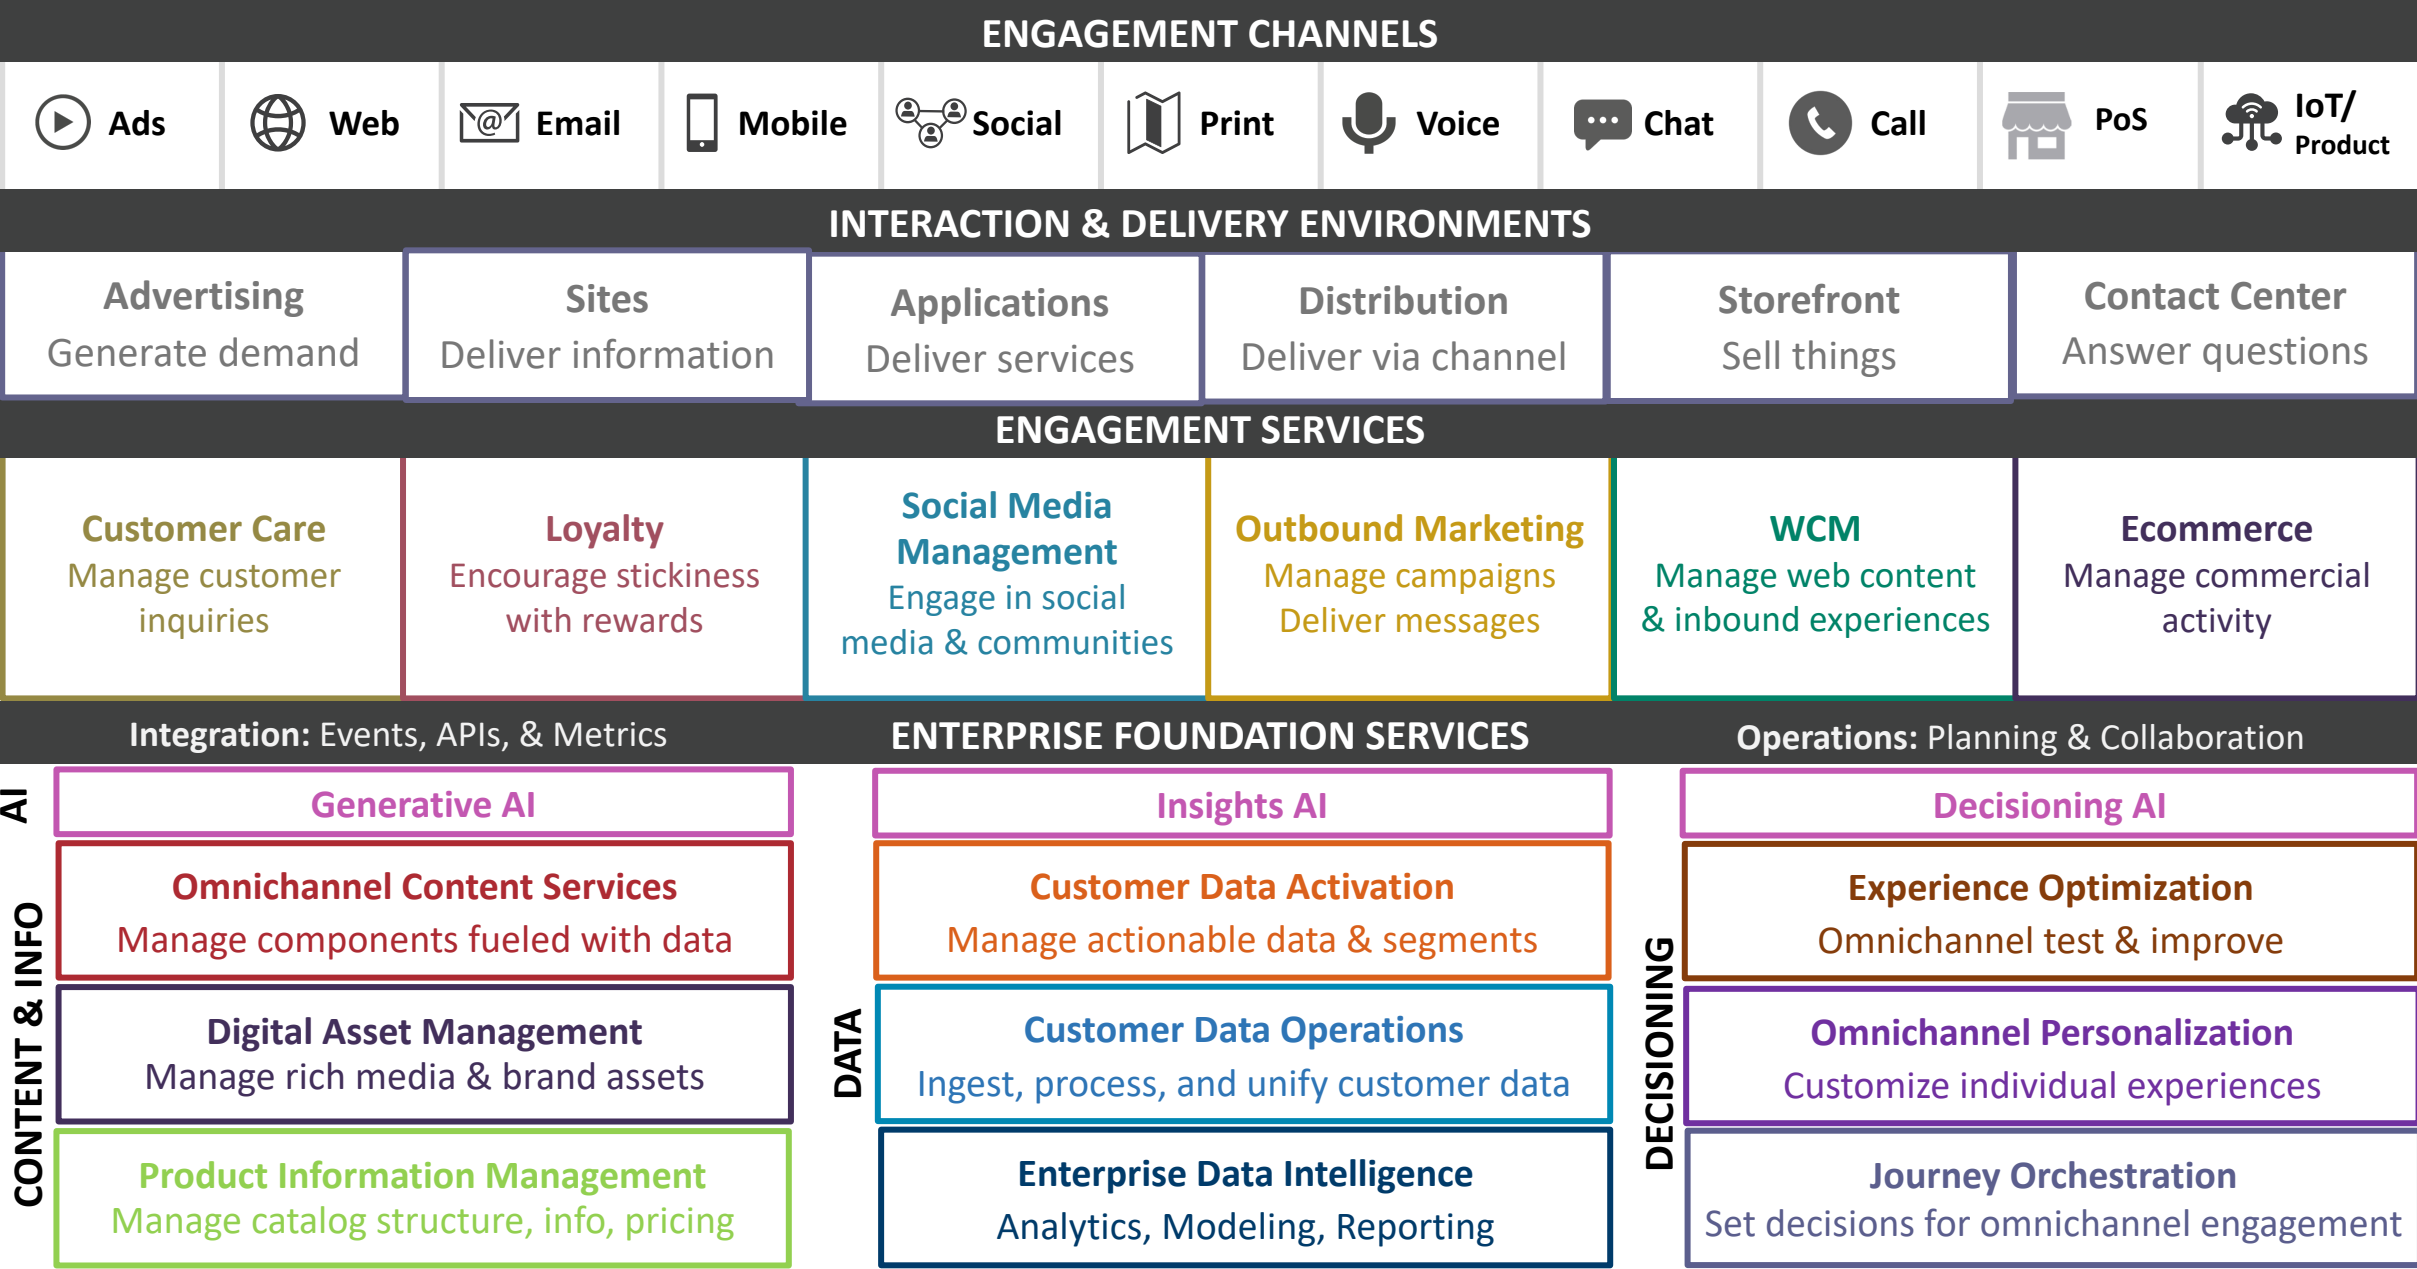 ENGAGEMENT CHANNELS
Ads
Web
@
Email
Mobile
Social
Print
Voice
Chat
Call
PoS
IoT/
Product
INTERACTION & DELIVERY ENVIRONMENTS
Advertising
Generate demand
Sites
Deliver information
Applications
Deliver services
Distribution
Deliver via channel
Storefront
Sell things
Contact Center
Answer questions
ENGAGEMENT SERVICES
Customer Care
Manage customer
inquiries
Loyalty
Encourage stickiness
with rewards
Social Media
Management
Engage in social
media & communities
Outbound Marketing
Manage campaigns
Deliver messages
WCM
Manage web content
& inbound experiences
Ecommerce
Manage commercial
activity
Integration: Events, APIs, & Metrics
ENTERPRISE FOUNDATION SERVICES
Operations: Planning & Collaboration
AI
Generative AI
Insights AI
Decisioning AI
CONTENT & INFO
Omnichannel Content Services
Manage components fueled with data
Digital Asset Management
Manage rich media & brand assets
Product Information Management
Manage catalog structure, info, pricing
DATA
Customer Data Activation
Manage actionable data & segments
Customer Data Operations
Ingest, process, and unify customer data
Enterprise Data Intelligence
Analytics, Modeling, Reporting
DECISIONING
Experience Optimization
Omnichannel test & improve
Omnichannel Personalization
Customize individual experiences
Journey Orchestration
Set decisions for omnichannel engagement